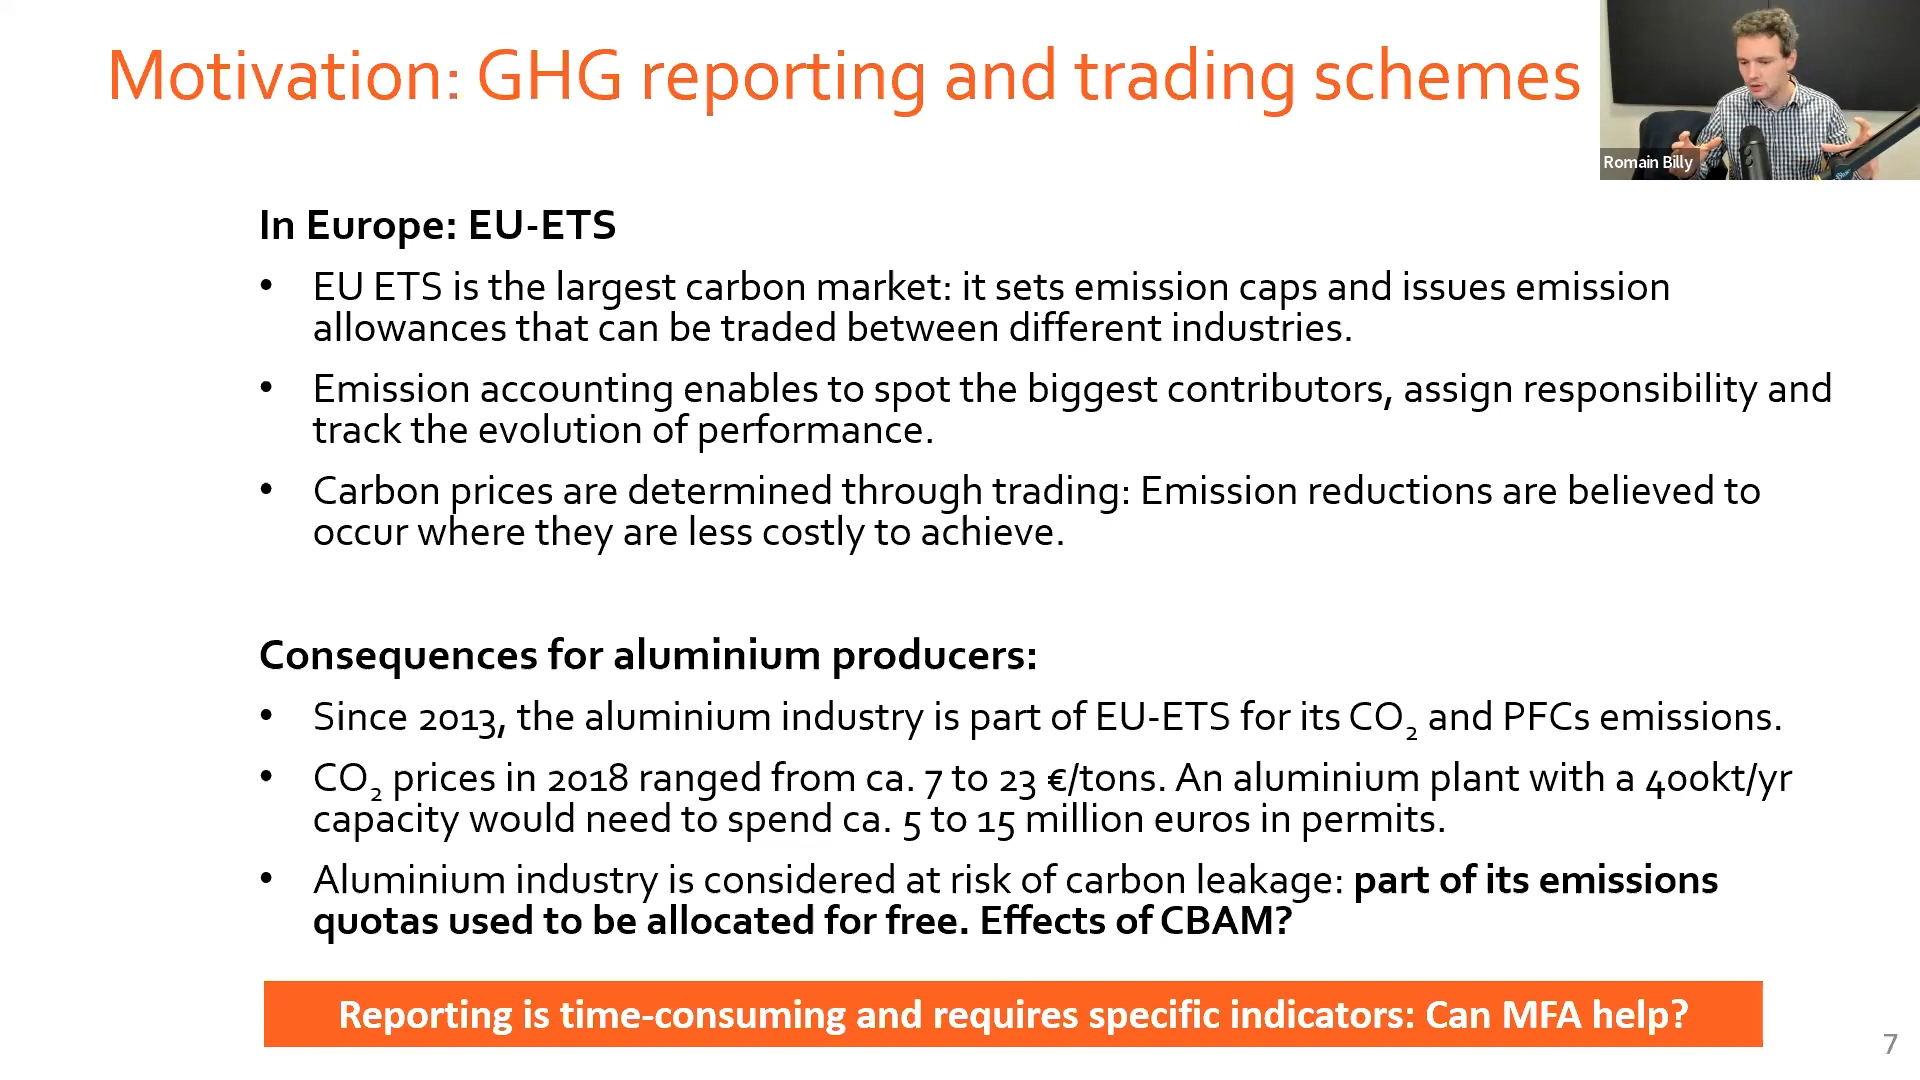 Motivation: GHG reporting and trading schemes
Romain Billy
In Europe: EU-ETS
• EU ETS is the largest carbon market: it sets emission caps and issues emission
allowances that can be traded between different industries.
• Emission accounting enables to spot the biggest contributors, assign responsibility and
track the evolution of performance.
• Carbon prices are determined through trading: Emission reductions are believed to
occur where they are less costly to achieve.
Consequences for aluminium producers:
• Since 2013, the aluminium industry is part of EU-ETS for its CO₂ and PFCs emissions.
• CO₂ prices in 2018 ranged from ca. 7 to 23 €/tons. An aluminium plant with a 400kt/yr
capacity would need to spend ca. 5 to 15 million euros in permits.
• Aluminium industry is considered at risk of carbon leakage: part of its emissions
quotas used to be allocated for free. Effects of CBAM?
Reporting is time-consuming and requires specific indicators: Can MFA help?
7